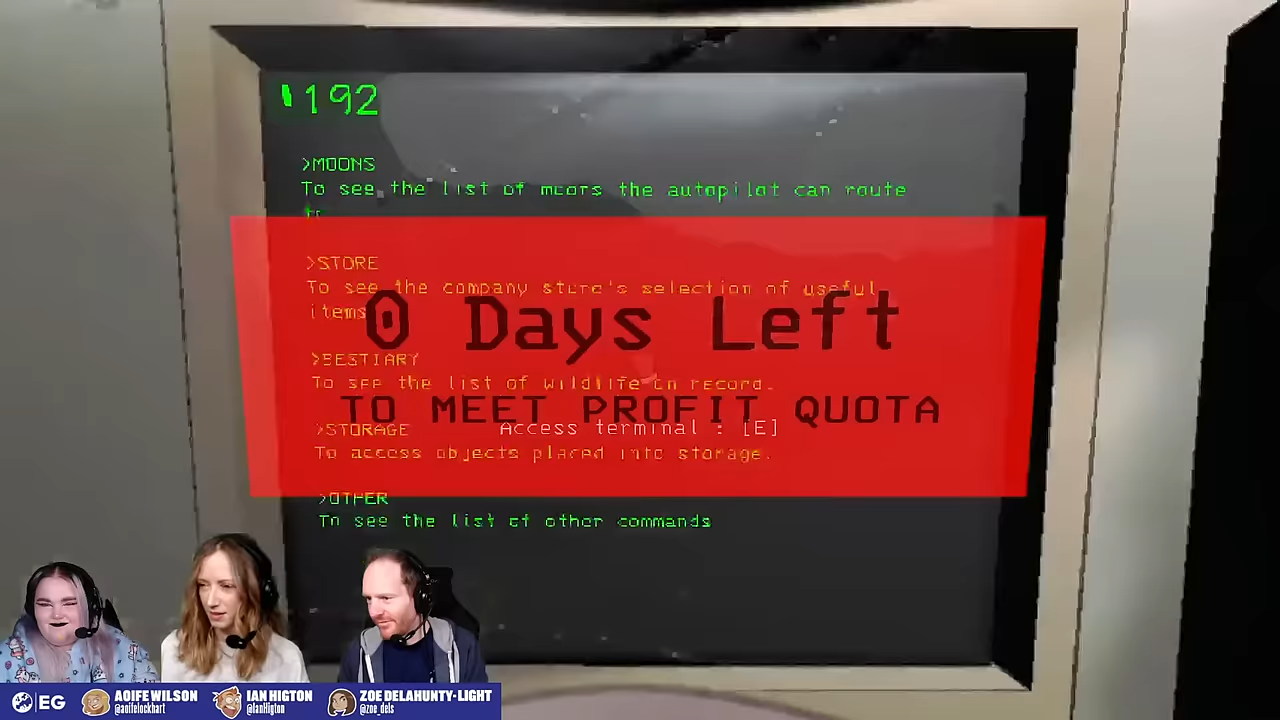 192
>MOONS
To see the list of moons the autopilot can route
to
>STORE
To see the company store's selection of useful
items
0 Days Left
>BESTIARY
To see the list of wildlife on record.
TO MEET PROFIT QUOTA
>STORAGE
Access terminal : [E]
To access objects placed into storage.
>OTHER
To see the list of other commands
EG
AOIFE WILSON
@aoifelockhart
IAN HIGTON
@IanHigton
ZOE DELAHUNTY-LIGHT
@zoe_dels